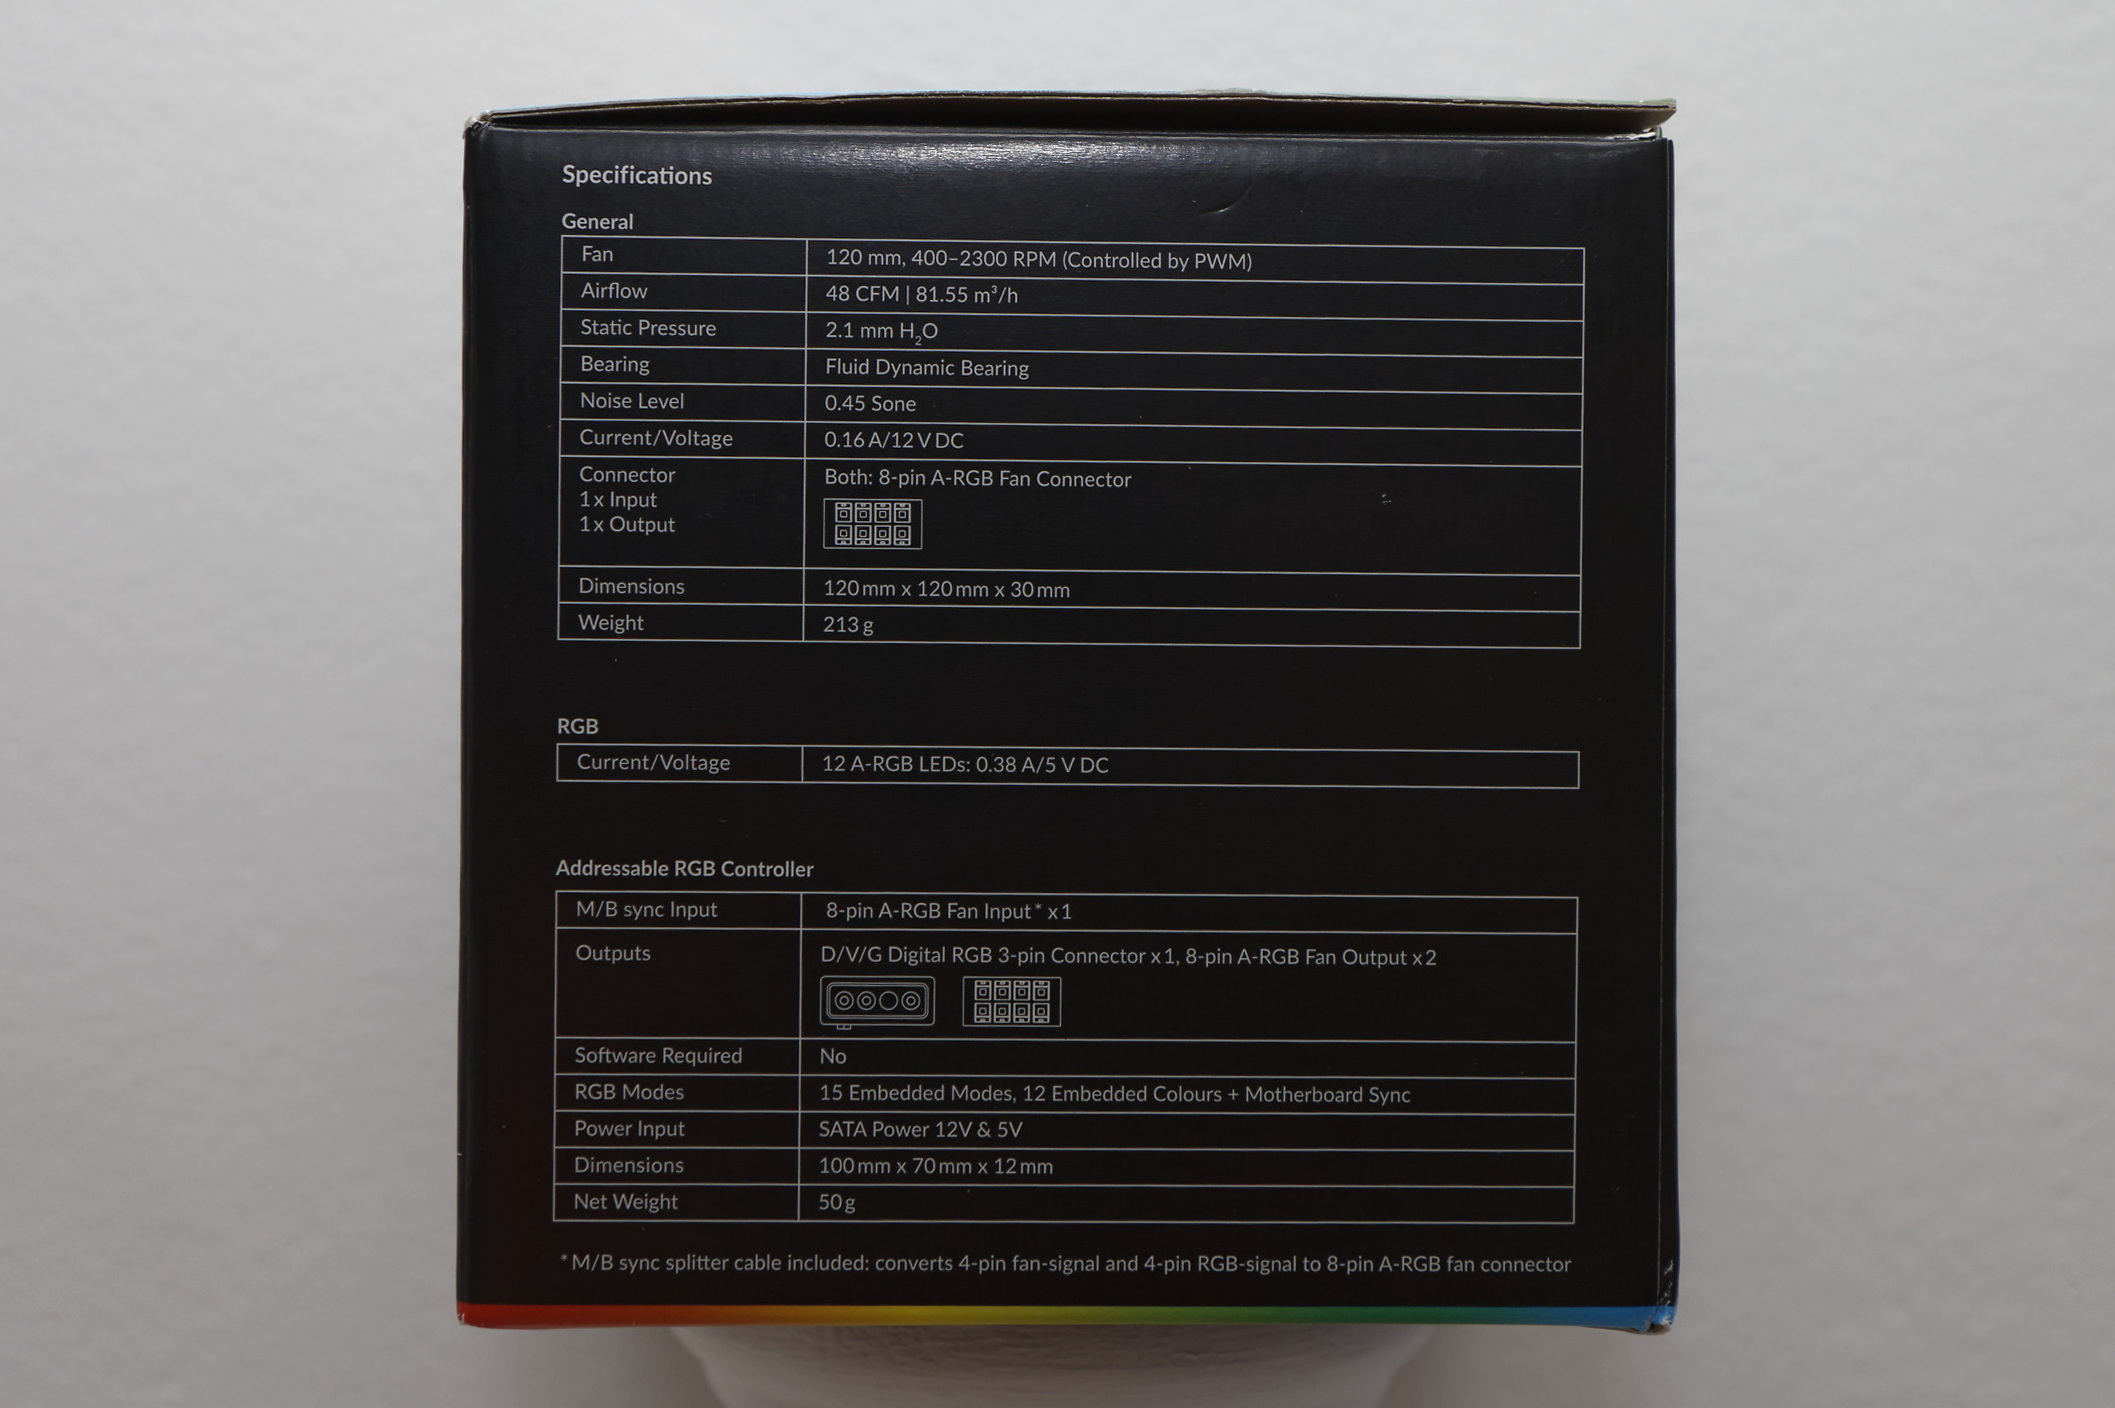 Specifications
General
Fan 120 mm, 400–2300 RPM (Controlled by PWM)
Airflow 48 CFM | 81.55 m³/h
Static Pressure 2.1 mm H₂O
Bearing Fluid Dynamic Bearing
Noise Level 0.45 Sone
Current/Voltage 0.16 A/12 V DC
Connector Both: 8-pin A-RGB Fan Connector
1 x Input
1 x Output
Dimensions 120 mm x 120 mm x 30 mm
Weight 213 g
RGB
Current/Voltage 12 A-RGB LEDs: 0.38 A/5 V DC
Addressable RGB Controller
M/B sync Input 8-pin A-RGB Fan Input* x 1
Outputs D/V/G Digital RGB 3-pin Connector x 1, 8-pin A-RGB Fan Output x 2
Software Required No
RGB Modes 15 Embedded Modes, 12 Embedded Colours + Motherboard Sync
Power Input SATA Power 12V & 5V
Dimensions 100 mm x 70 mm x 12 mm
Net Weight 50 g
*M/B sync splitter cable included: converts 4-pin fan-signal and 4-pin RGB-signal to 8-pin A-RGB fan connector